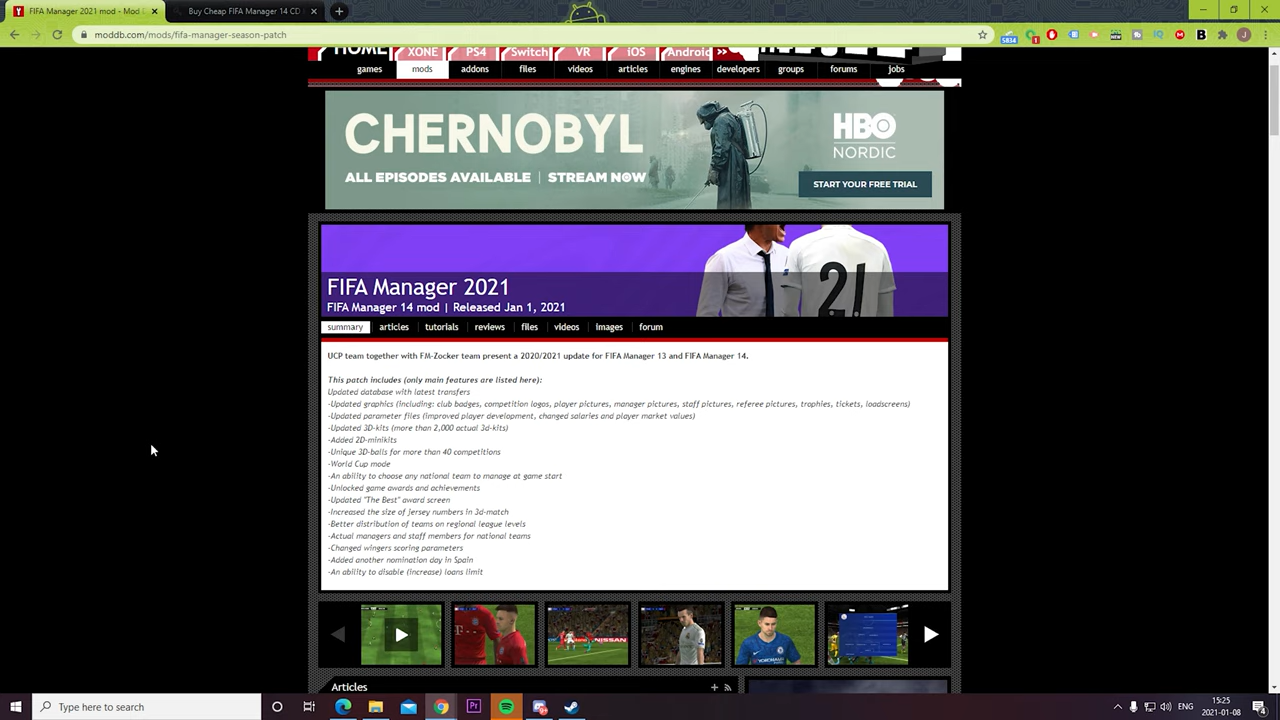 FIFA Manager 2021 mod - Mod
Buy Cheap FIFA Manager 14 CD
moddb.com/mods/fifa-manager-season-patch
5834
HOME XONE PS4 Switch VR iOS Android »
games mods addons files videos articles engines developers groups forums jobs
CHERNOBYL
ALL EPISODES AVAILABLE | STREAM NOW
HBO
NORDIC
START YOUR FREE TRIAL
21
FIFA Manager 2021
FIFA Manager 14 mod | Released Jan 1, 2021
summary articles tutorials reviews files videos images forum
UCP team together with FM-Zocker team present a 2020/2021 update for FIFA Manager 13 and FIFA Manager 14.
This patch includes (only main features are listed here):
Updated database with latest transfers
-Updated graphics (including: club badges, competition logos, player pictures, manager pictures, staff pictures, referee pictures, trophies, tickets, loadscreens)
-Updated parameter files (improved player development, changed salaries and player market values)
-Updated 3D-kits (more than 2,000 actual 3d-kits)
-Added 2D-minikits
-Unique 3D-balls for more than 40 competitions
-World Cup mode
-An ability to choose any national team to manage at game start
-Unlocked game awards and achievements
-Updated "The Best" award screen
-Increased the size of jersey numbers in 3d-match
-Better distribution of teams on regional league levels
-Actual managers and staff members for national teams
-Changed wingers scoring parameters
-Added another nomination day in Spain
-An ability to disable (increase) loans limit
NISSAN
Articles
Type here to search
ENG
15:25
2021-01-08